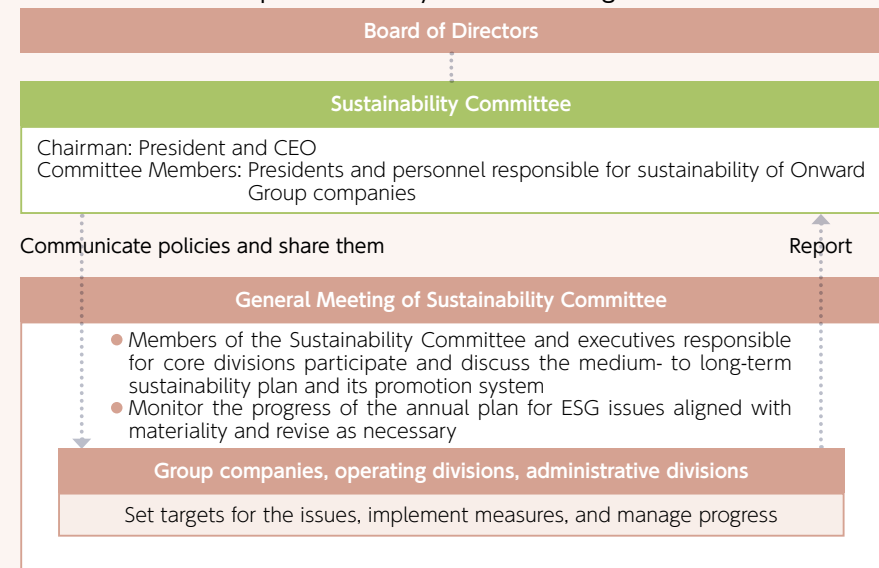 Board of Directors
Sustainability Committee
Chairman: President and CEO
Committee Members: Presidents and personnel responsible for sustainability of Onward
Group companies
Communicate policies and share them
Report
General Meeting of Sustainability Committee
● Members of the Sustainability Committee and executives responsible
for core divisions participate and discuss the medium- to long-term
sustainability plan and its promotion system
● Monitor the progress of the annual plan for ESG issues aligned with
materiality and revise as necessary
Group companies, operating divisions, administrative divisions
Set targets for the issues, implement measures, and manage progress